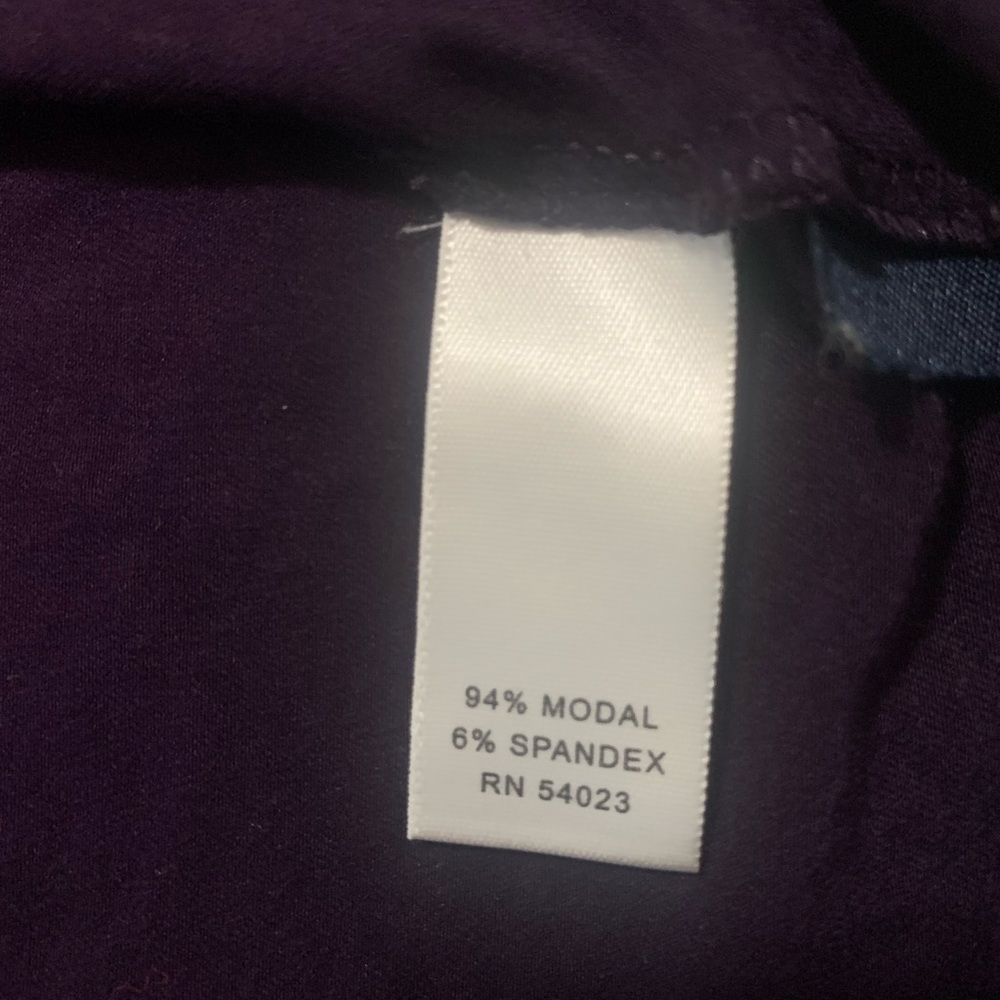 94% MODAL
6% SPANDEX
RN 54023